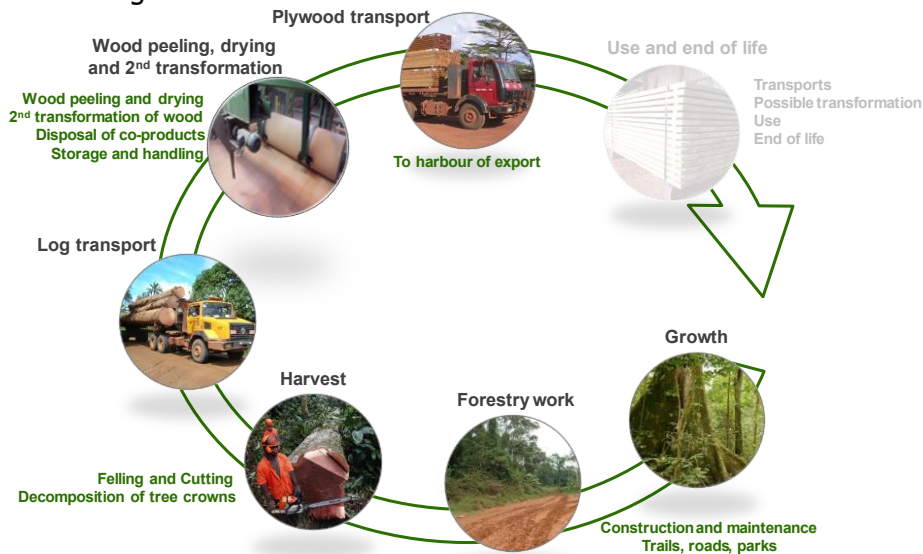 Plywood transport
Wood peeling, drying
and 2nd transformation
Wood peeling and drying
2nd transformation of wood
Disposal of co-products
Storage and handling
To harbour of export
Use and end of life
Transports
Possible transformation
Use
End of life
Log transport
Harvest
Felling and Cutting
Decomposition of tree crowns
Forestry work
Growth
Construction and maintenance
Trails, roads, parks